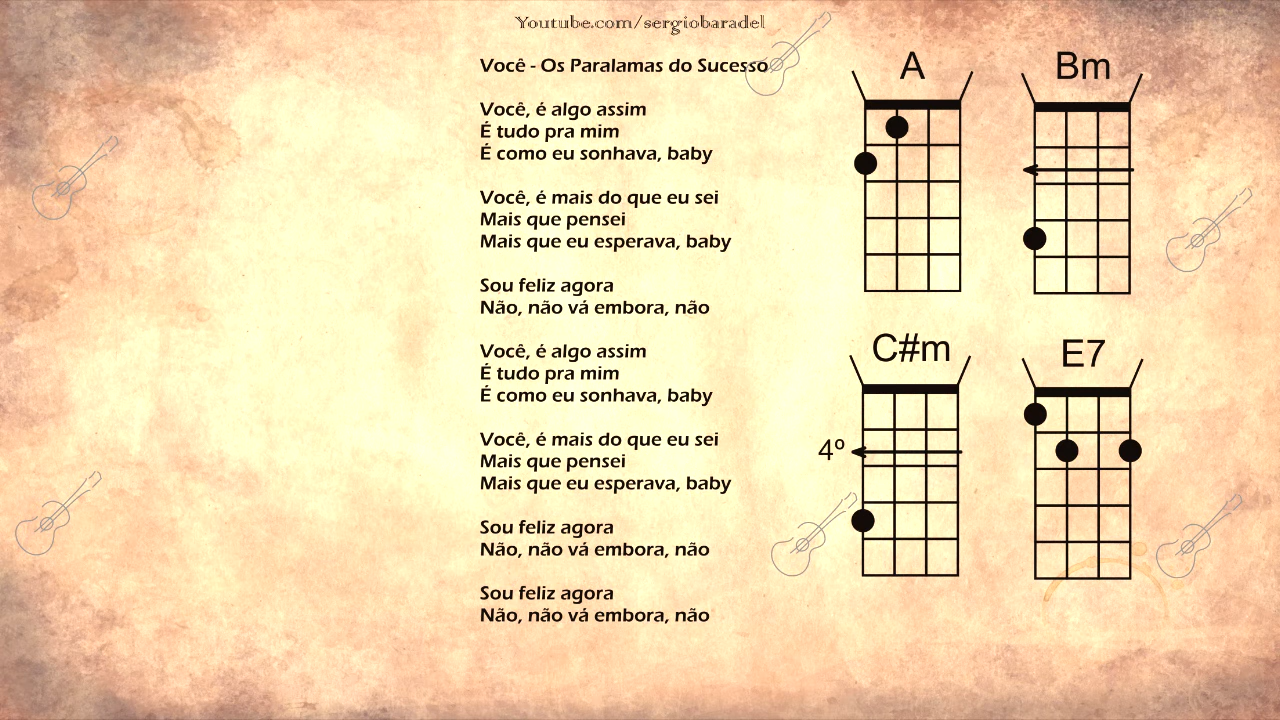 Youtube.com/sergiobaradel
Você - Os Paralamas do Sucesso
Você, é algo assim
É tudo pra mim
É como eu sonhava, baby
Você, é mais do que eu sei
Mais que pensei
Mais que eu esperava, baby
Sou feliz agora
Não, não vá embora, não
Você, é algo assim
É tudo pra mim
É como eu sonhava, baby
Você, é mais do que eu sei
Mais que pensei
Mais que eu esperava, baby
Sou feliz agora
Não, não vá embora, não
Sou feliz agora
Não, não vá embora, não
A
Bm
C#m
4º
E7